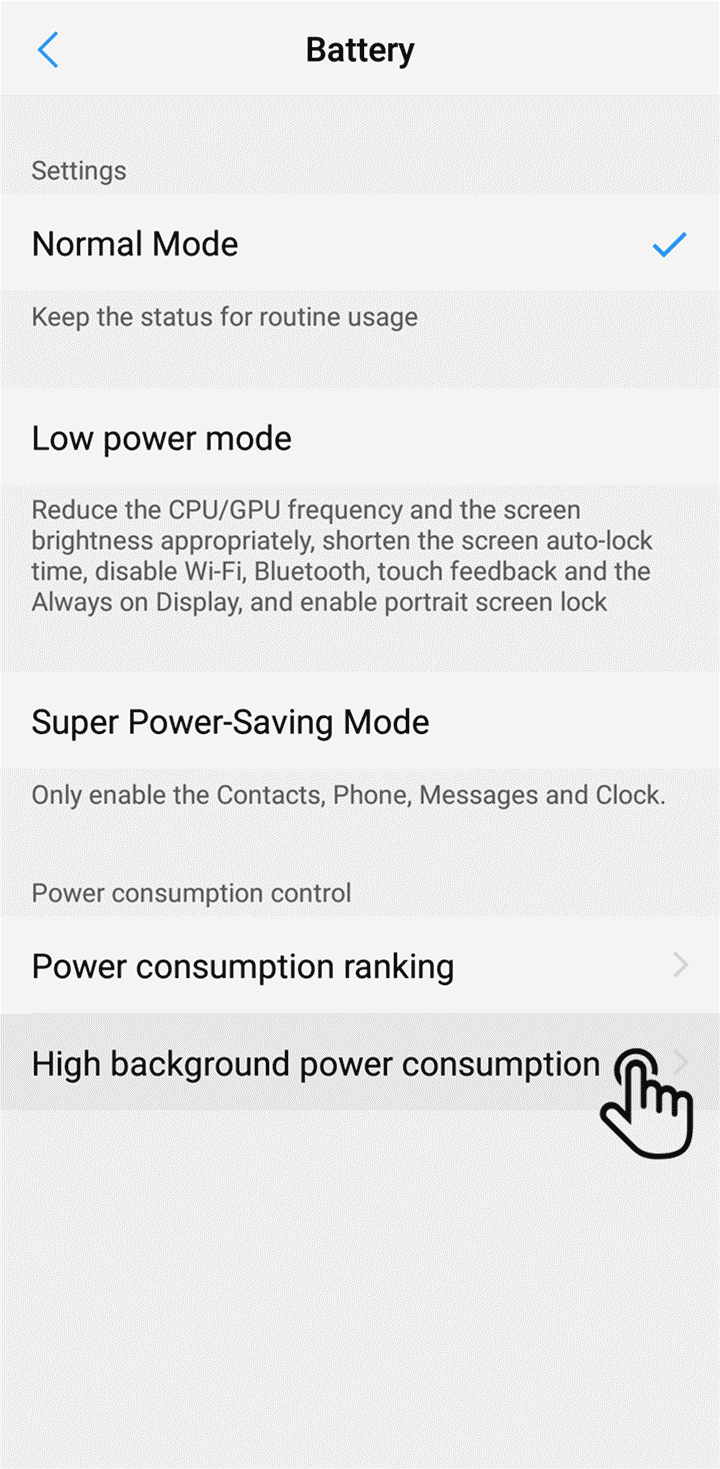 Battery
Settings
Normal Mode
Keep the status for routine usage
Low power mode
Reduce the CPU/GPU frequency and the screen
brightness appropriately, shorten the screen auto-lock
time, disable Wi-Fi, Bluetooth, touch feedback and the
Always on Display, and enable portrait screen lock
Super Power-Saving Mode
Only enable the Contacts, Phone, Messages and Clock.
Power consumption control
Power consumption ranking
High background power consumption